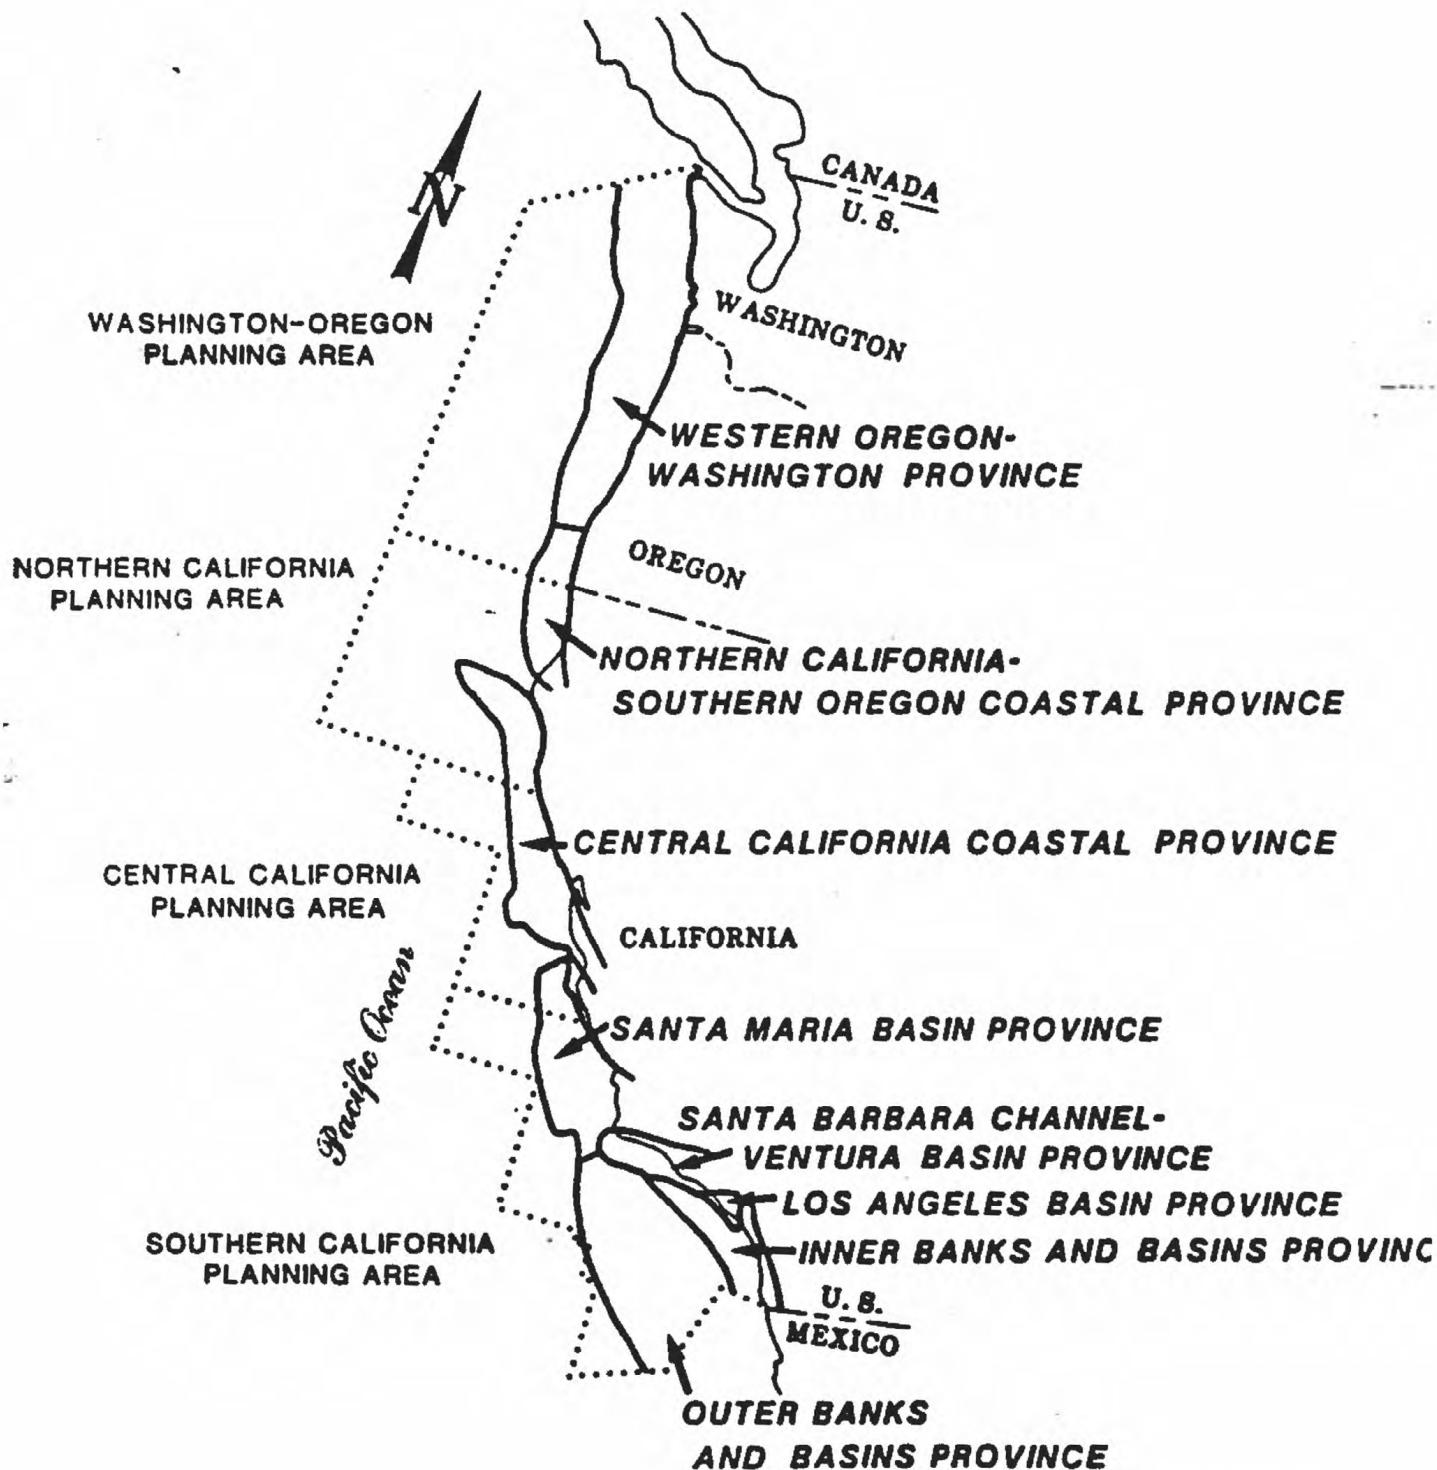 CANADA
U. S.
N
WASHINGTON
WASHINGTON-OREGON
PLANNING AREA
WESTERN OREGON-
WASHINGTON PROVINCE
OREGON
NORTHERN CALIFORNIA
PLANNING AREA
NORTHERN CALIFORNIA-
SOUTHERN OREGON COASTAL PROVINCE
CENTRAL CALIFORNIA COASTAL PROVINCE
CENTRAL CALIFORNIA
PLANNING AREA
CALIFORNIA
Pacific Ocean
SANTA MARIA BASIN PROVINCE
SANTA BARBARA CHANNEL-
VENTURA BASIN PROVINCE
LOS ANGELES BASIN PROVINCE
SOUTHERN CALIFORNIA
PLANNING AREA
INNER BANKS AND BASINS PROVINC
U. S.
MEXICO
OUTER BANKS
AND BASINS PROVINCE